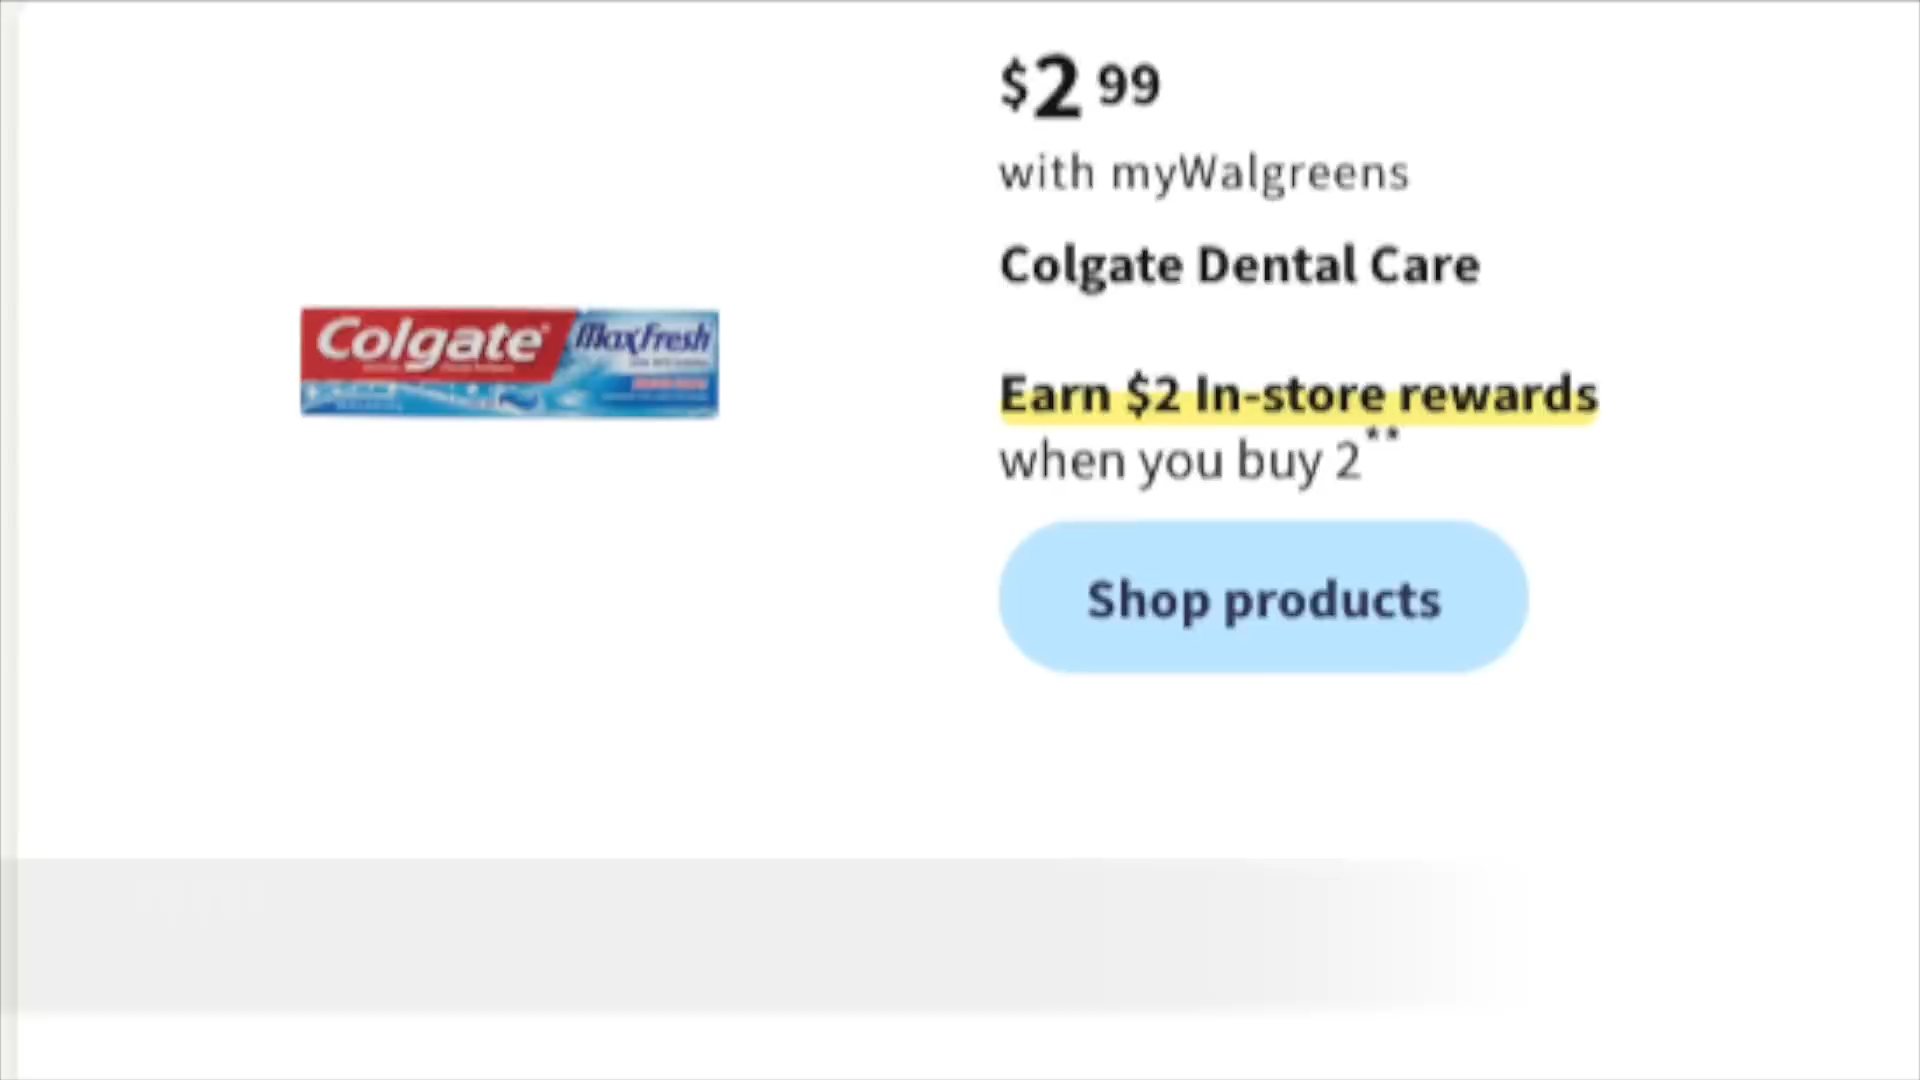 $2 99
with myWalgreens
Colgate Dental Care
Colgate MaxFresh
Earn $2 In-store rewards
when you buy 2**
Shop products